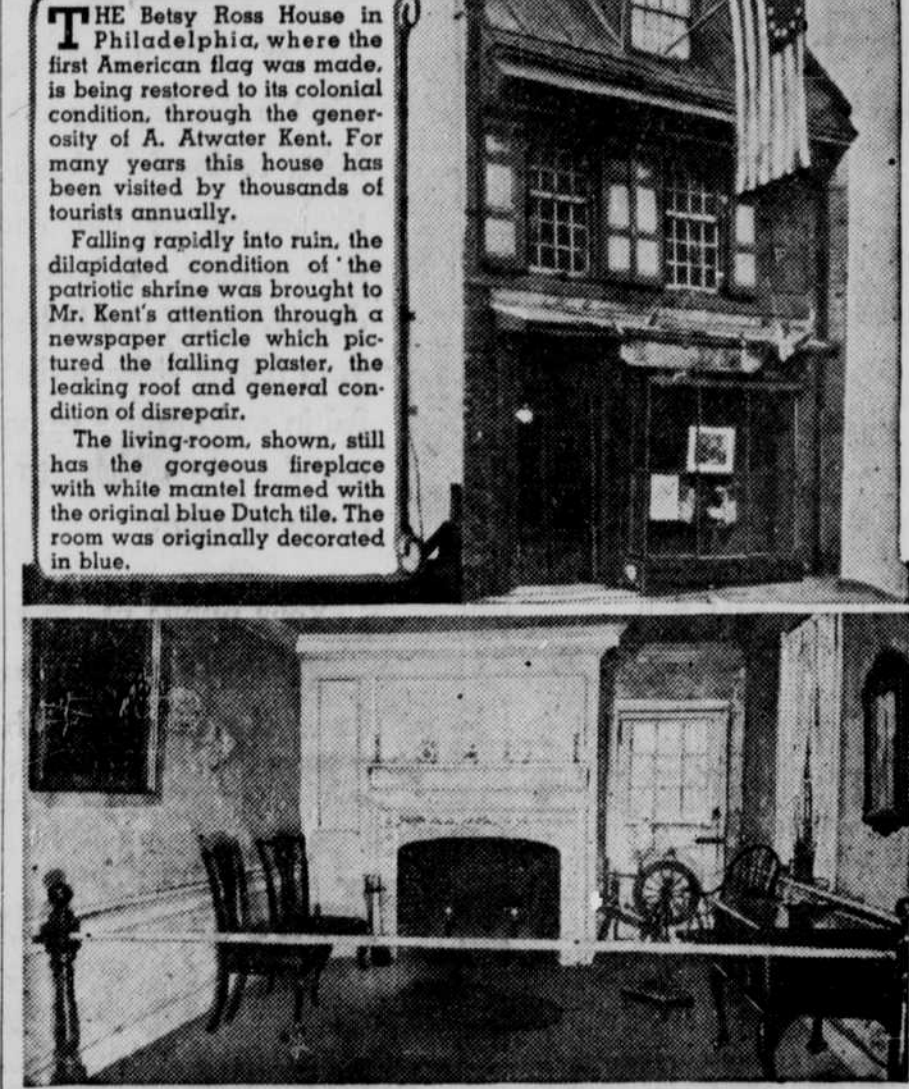 THE Betsy Ross House in
Philadelphia, where the
first American flag was made,
is being restored to its colonial
condition, through the gener-
osity of A. Atwater Kent. For
many years this house has
been visited by thousands of
tourists annually.
Falling rapidly into ruin, the
dilapidated condition of the
patriotic shrine was brought to
Mr. Kent's attention through a
newspaper article which pic-
tured the falling plaster, the
leaking roof and general con-
dition of disrepair.
The living-room, shown, still
has the gorgeous fireplace
with white mantel framed with
the original blue Dutch tile. The
room was originally decorated
in blue.